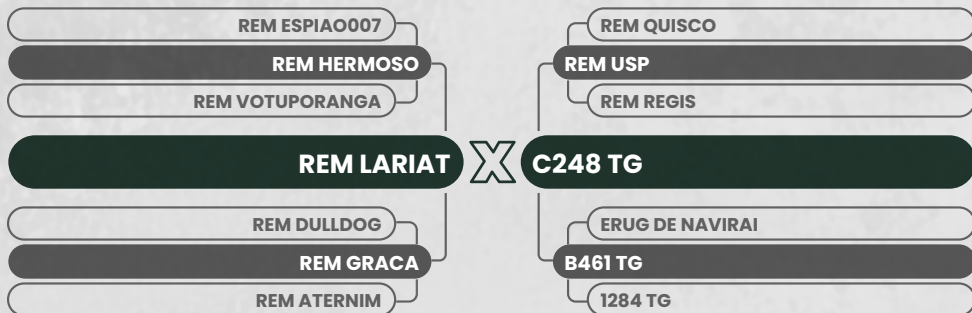 REM ESPIAO007
REM HERMOSO
REM VOTUPORANGA
REM LARIAT
REM DULLDOG
REM GRACA
REM ATERNIM
X
REM QUISCO
REM USP
REM REGIS
C248 TG
ERUG DE NAVIRAI
B461 TG
1284 TG